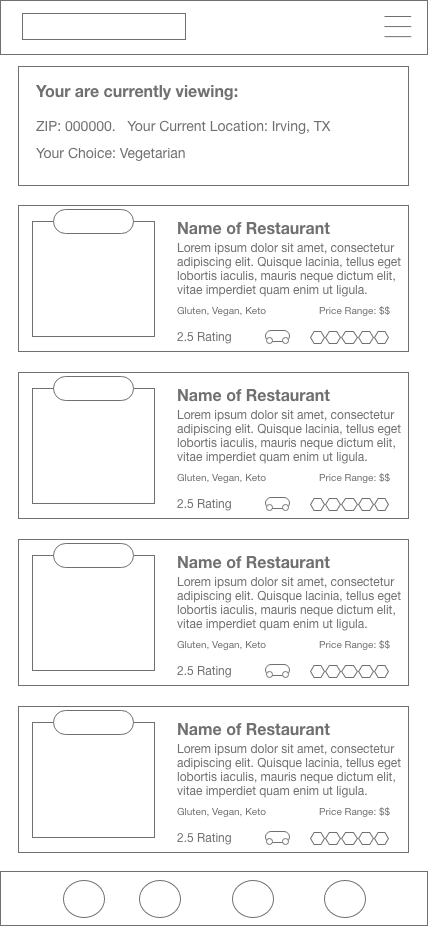 Your are currently viewing:
ZIP: 000000. Your Current Location: Irving, TX
Your Choice: Vegetarian
Name of Restaurant
Lorem ipsum dolor sit amet, consectetur
adipiscing elit. Quisque lacinia, tellus eget
lobortis iaculis, mauris neque dictum elit,
vitae imperdiet quam enim ut ligula.
Gluten, Vegan, Keto Price Range: $$
2.5 Rating
Name of Restaurant
Lorem ipsum dolor sit amet, consectetur
adipiscing elit. Quisque lacinia, tellus eget
lobortis iaculis, mauris neque dictum elit,
vitae imperdiet quam enim ut ligula.
Gluten, Vegan, Keto Price Range: $$
2.5 Rating
Name of Restaurant
Lorem ipsum dolor sit amet, consectetur
adipiscing elit. Quisque lacinia, tellus eget
lobortis iaculis, mauris neque dictum elit,
vitae imperdiet quam enim ut ligula.
Gluten, Vegan, Keto Price Range: $$
2.5 Rating
Name of Restaurant
Lorem ipsum dolor sit amet, consectetur
adipiscing elit. Quisque lacinia, tellus eget
lobortis iaculis, mauris neque dictum elit,
vitae imperdiet quam enim ut ligula.
Gluten, Vegan, Keto Price Range: $$
2.5 Rating